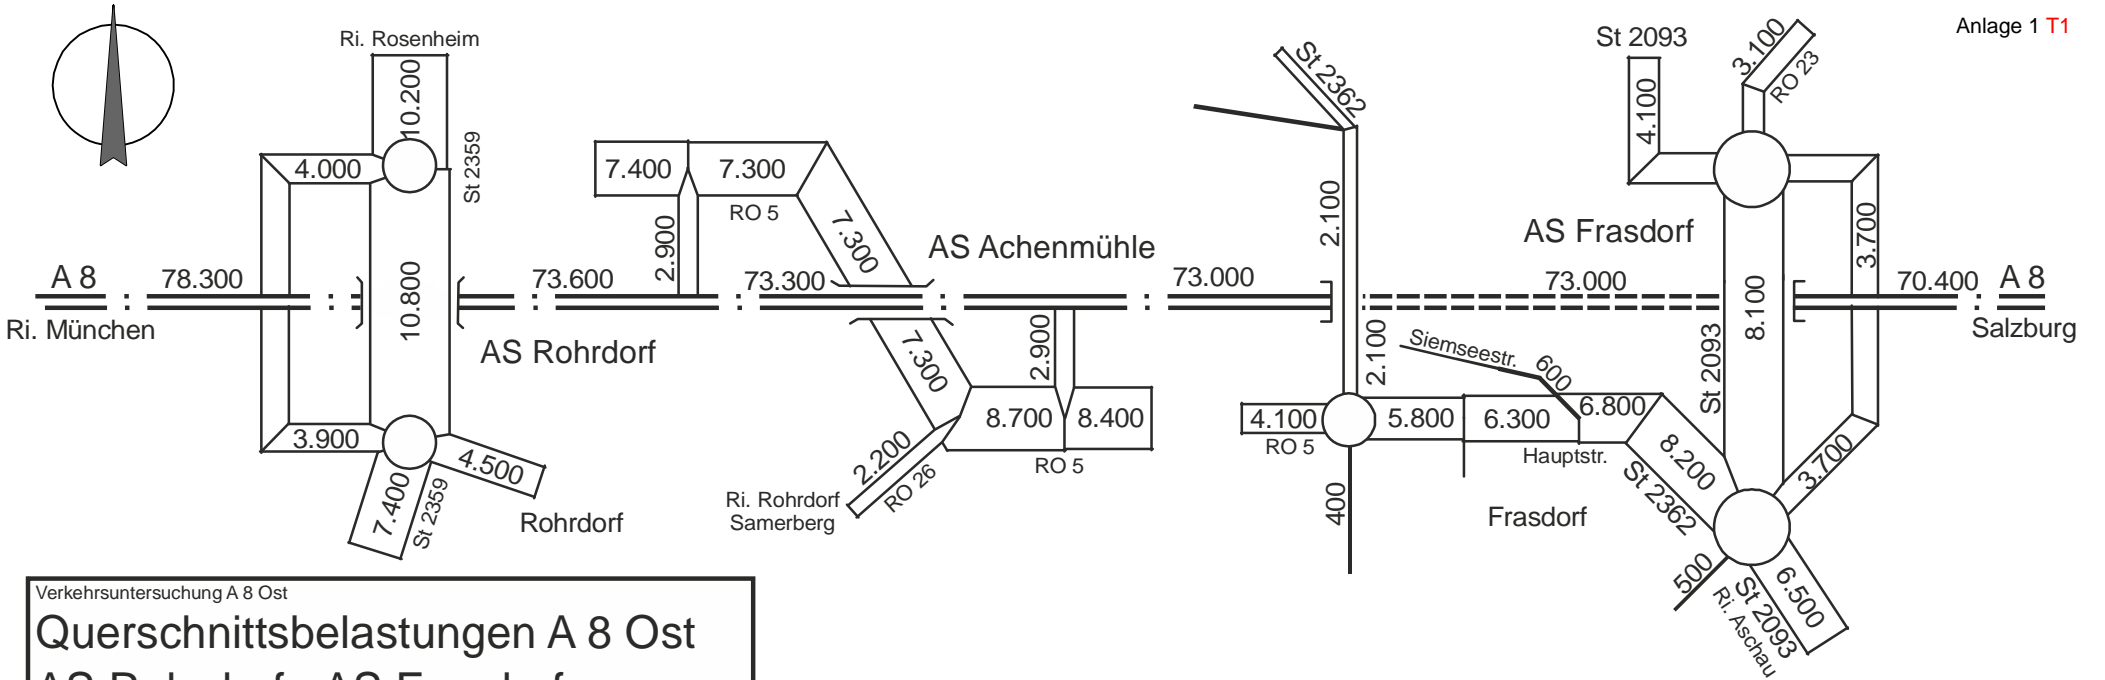 Anlage 1 T1
Ri. Rosenheim
10.200
St 2359
4.000
A 8
78.300
Ri. München
10.800
3.900
4.500
7.400
St 2359
Rohrdorf
AS Rohrdorf
73.600
7.400
7.300
RO 5
2.900
7.300
73.300
AS Achenmühle
7.300
2.900
8.700
8.400
RO 5
2.200
RO 26
Ri. Rohrdorf
Samerberg
73.000
St 2362
2.100
2.100
4.100
RO 5
400
5.800
6.300
Siemseestr.
600
6.800
Hauptstr.
Frasdorf
8.200
St 2362
AS Frasdorf
73.000
St 2093
4.100
3.100
RO 23
3.700
8.100
St 2093
3.700
500
6.500
St 2093
Ri. Aschau
70.400
A 8
Salzburg
Verkehrsuntersuchung A 8 Ost
Querschnittsbelastungen A 8 Ost